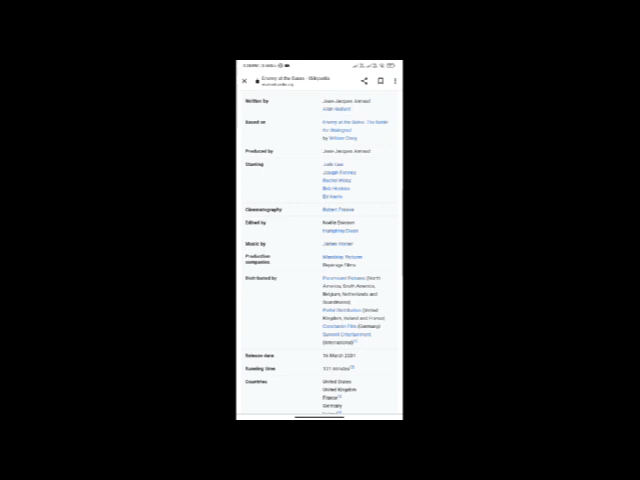 Enemy at the Gates - Wikipedia
Written by
Jean-Jacques Annaud
Alain Godard
Based on
Enemy at the Gates: The Battle
for Stalingrad
by William Craig
Produced by
Jean-Jacques Annaud
Starring
Jude Law
Joseph Fiennes
Rachel Weisz
Bob Hoskins
Ed Harris
Cinematography
Robert Fraisse
Edited by
Noëlle Boisson
Humphrey Dixon
Music by
James Horner
Production
companies
Mandalay Pictures
Repérage Films
Distributed by
Paramount Pictures (North
America, South America,
Belgium, Netherlands and
Scandinavia)
Pathé Distribution (United
Kingdom, Ireland and France)
Constantin Film (Germany)
Summit Entertainment
(International)
Release date
16 March 2001
Running time
131 minutes
Countries
United States
United Kingdom
France
Germany